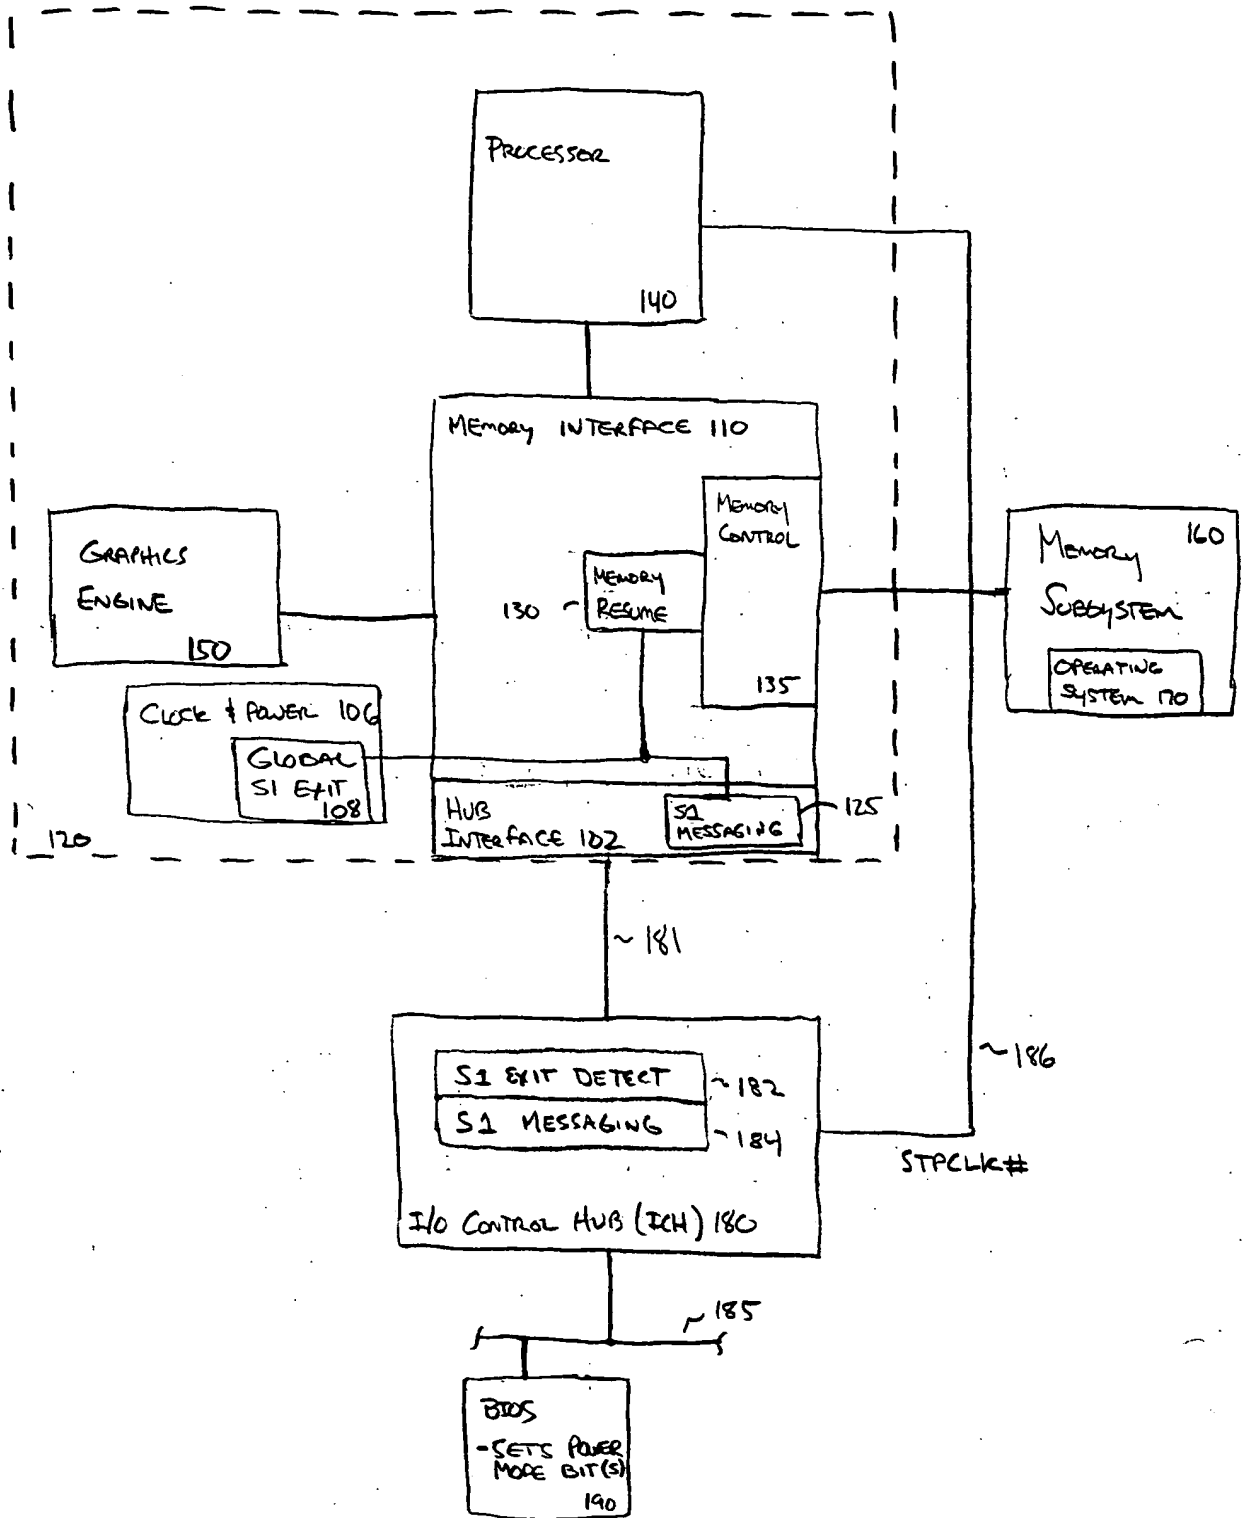 PROCESSOR
140
MEMORY INTERFACE 110
MEMORY
CONTROL
135
MEMORY
RESUME
130
GRAPHICS
ENGINE
150
CLOCK & POWER 106
GLOBAL
S1 EXIT
108
160
MEMORY
SUBSYSTEM
OPERATING
SYSTEM 170
HUB
INTERFACE 102
S1
MESSAGING
125
120
181
S1 EXIT DETECT
182
S1 MESSAGING
184
186
STPCLK#
I/O CONTROL HUB (ICH) 180
185
BIOS
-SETS POWER
MODE BIT(S)
190